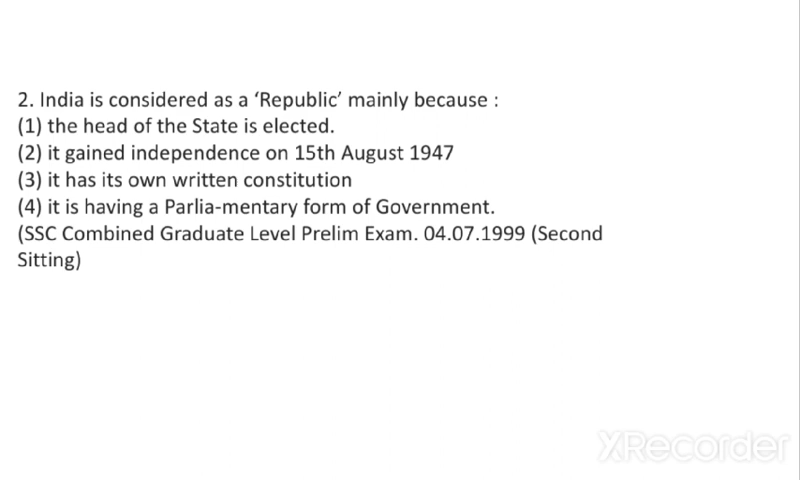 2. India is considered as a ‘Republic’ mainly because :
(1) the head of the State is elected.
(2) it gained independence on 15th August 1947
(3) it has its own written constitution
(4) it is having a Parlia-mentary form of Government.
(SSC Combined Graduate Level Prelim Exam. 04.07.1999 (Second
Sitting)
XRecorder